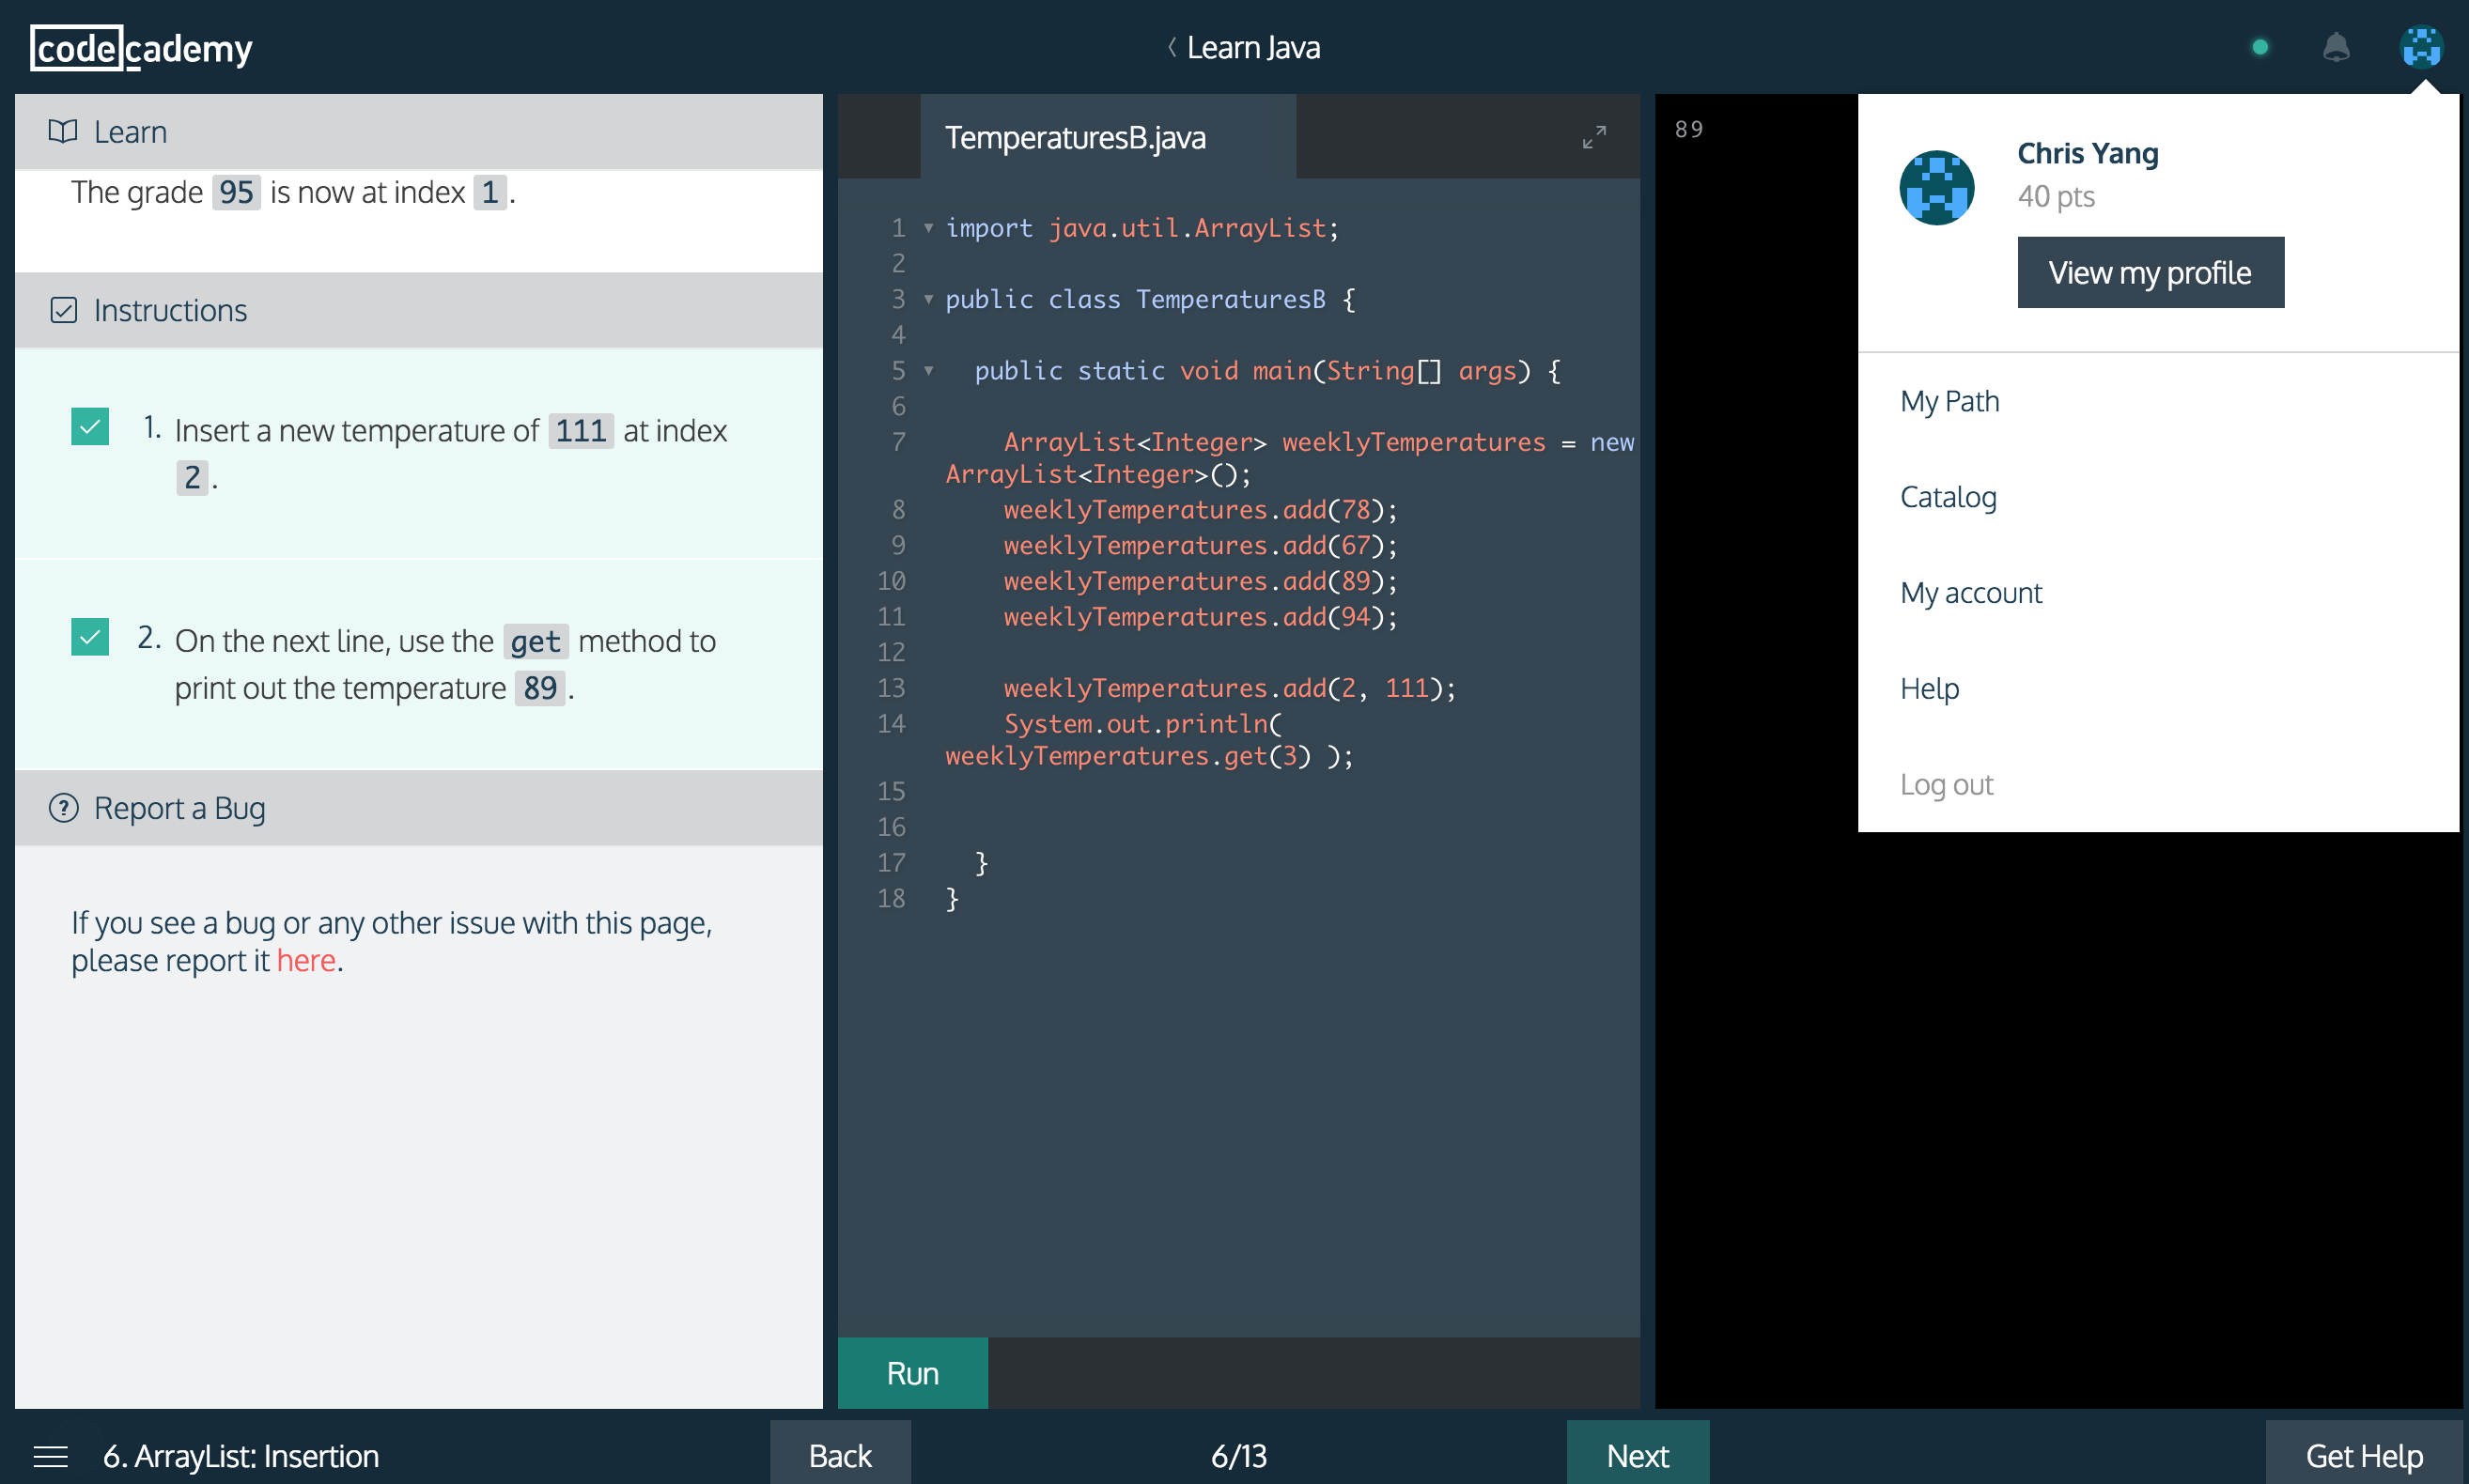 codecademy
Learn Java
Learn
The grade 95 is now at index 1.
Instructions
1. Insert a new temperature of 111 at index
2.
2. On the next line, use the get method to
print out the temperature 89.
Report a Bug
If you see a bug or any other issue with this page,
please report it here.
TemperaturesB.java
1 import java.util.ArrayList;
2
3 public class TemperaturesB {
4
5 public static void main(String[] args) {
6
7 ArrayList<Integer> weeklyTemperatures = new
ArrayList<Integer>();
8 weeklyTemperatures.add(78);
9 weeklyTemperatures.add(67);
10 weeklyTemperatures.add(89);
11 weeklyTemperatures.add(94);
12
13 weeklyTemperatures.add(2, 111);
14 System.out.println(
weeklyTemperatures.get(3) );
15
16
17 }
18 }
Run
89
Chris Yang
40 pts
View my profile
My Path
Catalog
My account
Help
Log out
6. ArrayList: Insertion
Back
6/13
Next
Get Help